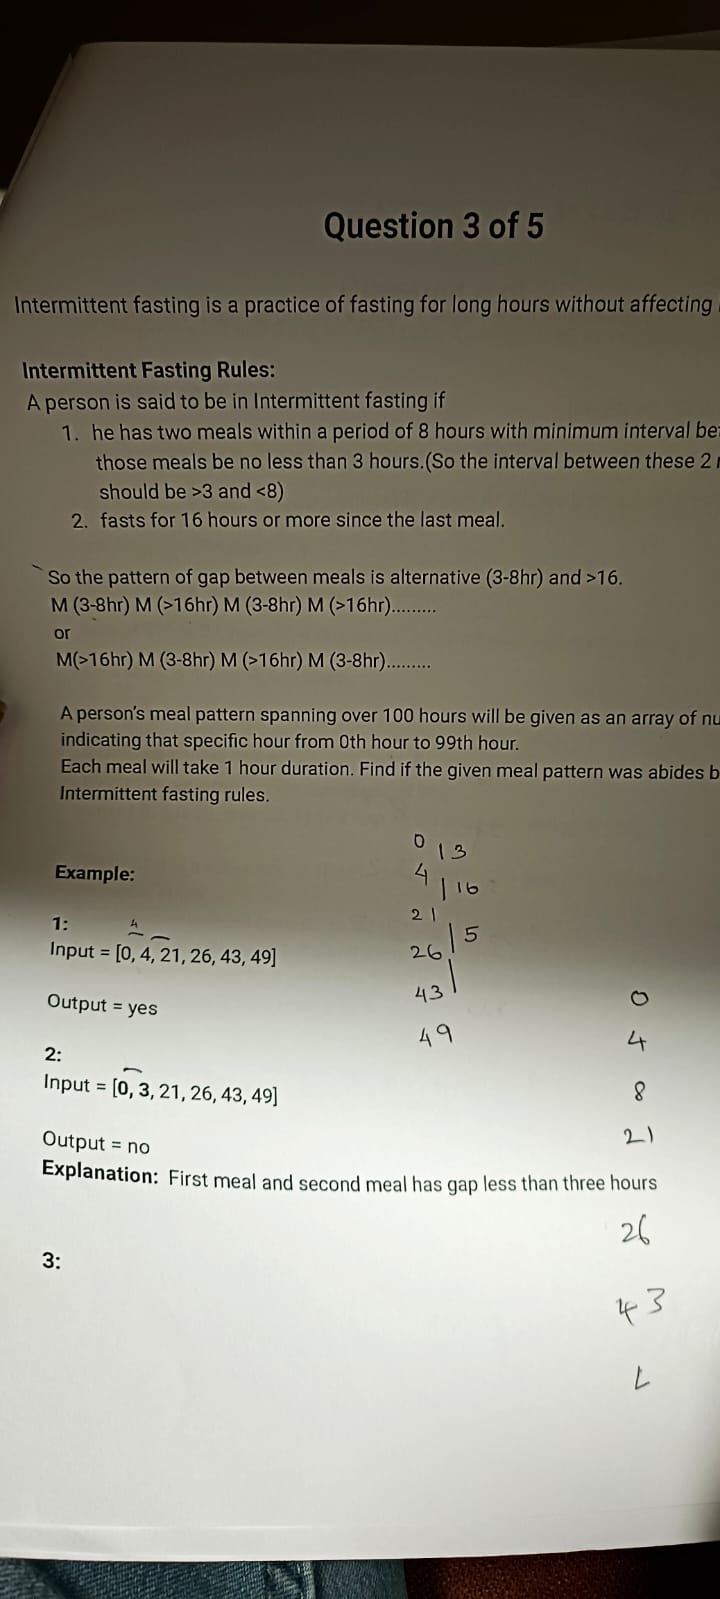 Question 3 of 5
Intermittent fasting is a practice of fasting for long hours without affecting
Intermittent Fasting Rules:
A person is said to be in Intermittent fasting if
1. he has two meals within a period of 8 hours with minimum interval
those meals be no less than 3 hours.(So the interval between these 2
should be >3 and <8)
2. fasts for 16 hours or more since the last meal.
So the pattern of gap between meals is alternative (3-8hr) and >16.
M (3-8hr) M (>16hr) M (3-8hr) M (>16hr).........
or
M(>16hr) M (3-8hr) M (>16hr) M (3-8hr).........
A person's meal pattern spanning over 100 hours will be given as an array of
indicating that specific hour from 0th hour to 99th hour.
Each meal will take 1 hour duration. Find if the given meal pattern was abides
Intermittent fasting rules.
0
13
4
16
21
5
26
43
49
Example:
1:
4
Input = [0, 4, 21, 26, 43, 49]
Output = yes
2:
Input = [0, 3, 21, 26, 43, 49]
Output = no
Explanation: First meal and second meal has gap less than three hours
3:
0
4
8
21
26
43